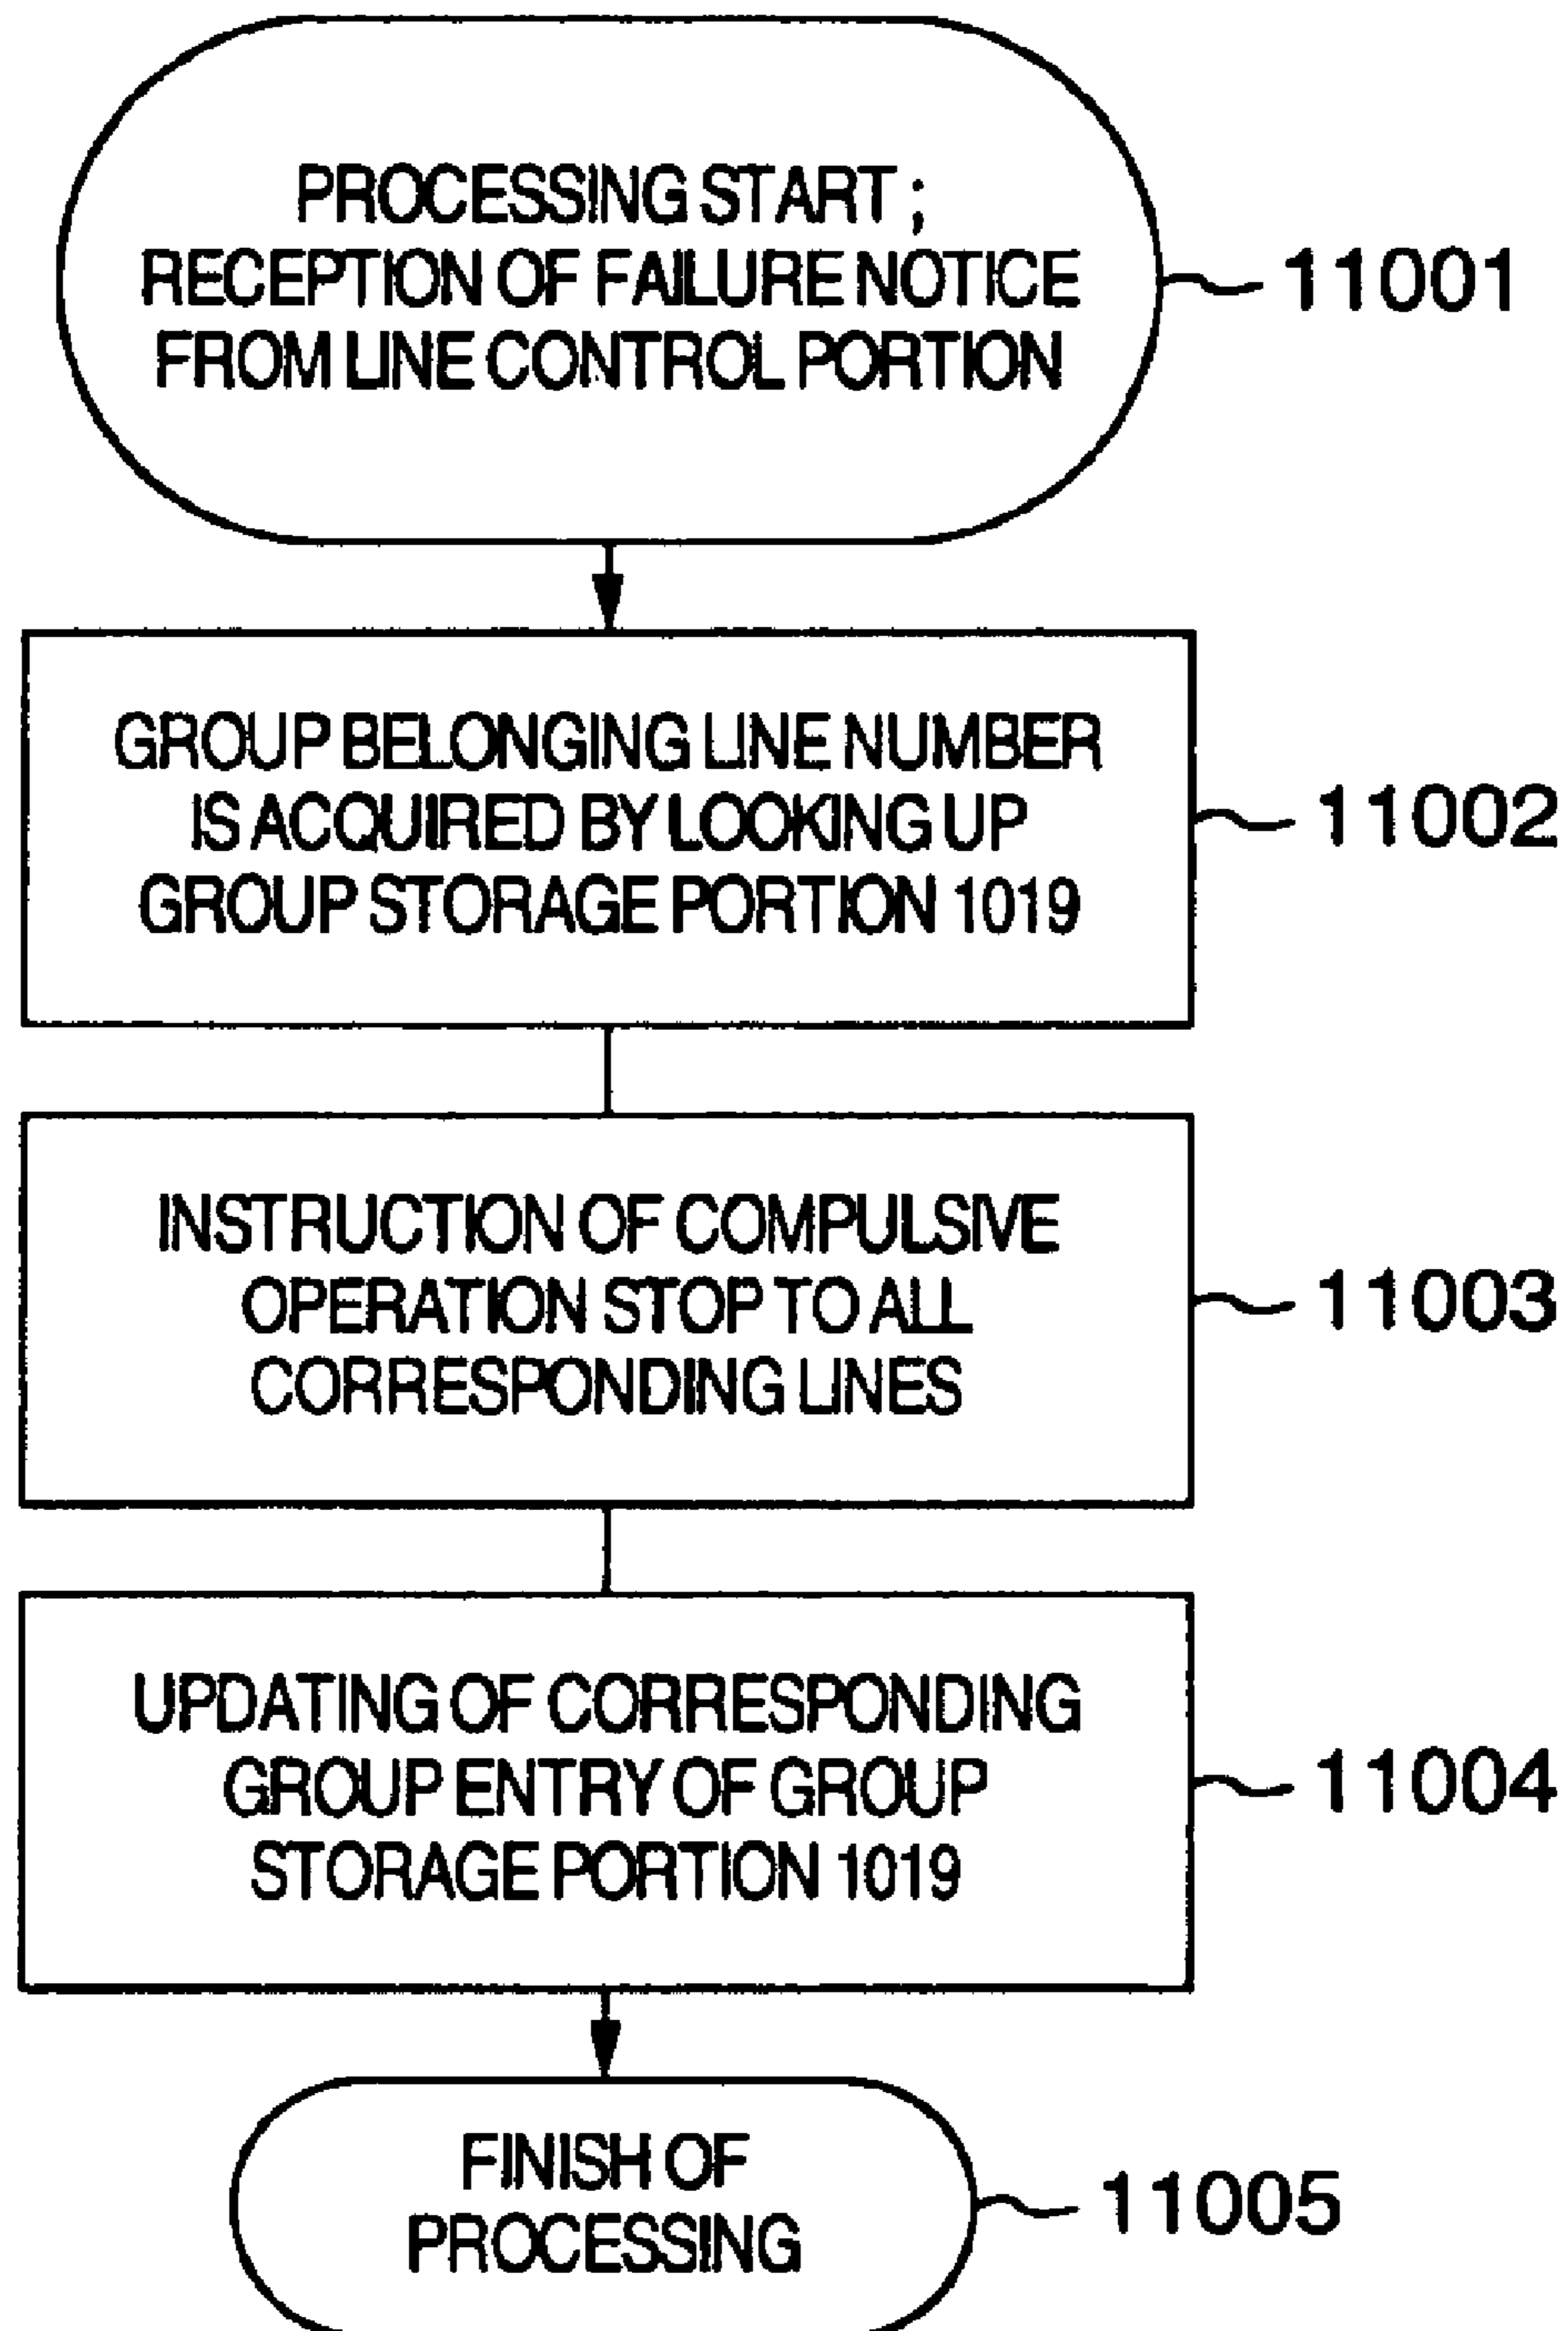 PROCESSING START ;
RECEPTION OF FAILURE NOTICE
FROM LINE CONTROL PORTION
11001
GROUP BELONGING LINE NUMBER
IS ACQUIRED BY LOOKING UP
GROUP STORAGE PORTION 1019
11002
INSTRUCTION OF COMPULSIVE
OPERATION STOP TO ALL
CORRESPONDING LINES
11003
UPDATING OF CORRESPONDING
GROUP ENTRY OF GROUP
STORAGE PORTION 1019
11004
FINISH OF
PROCESSING
11005